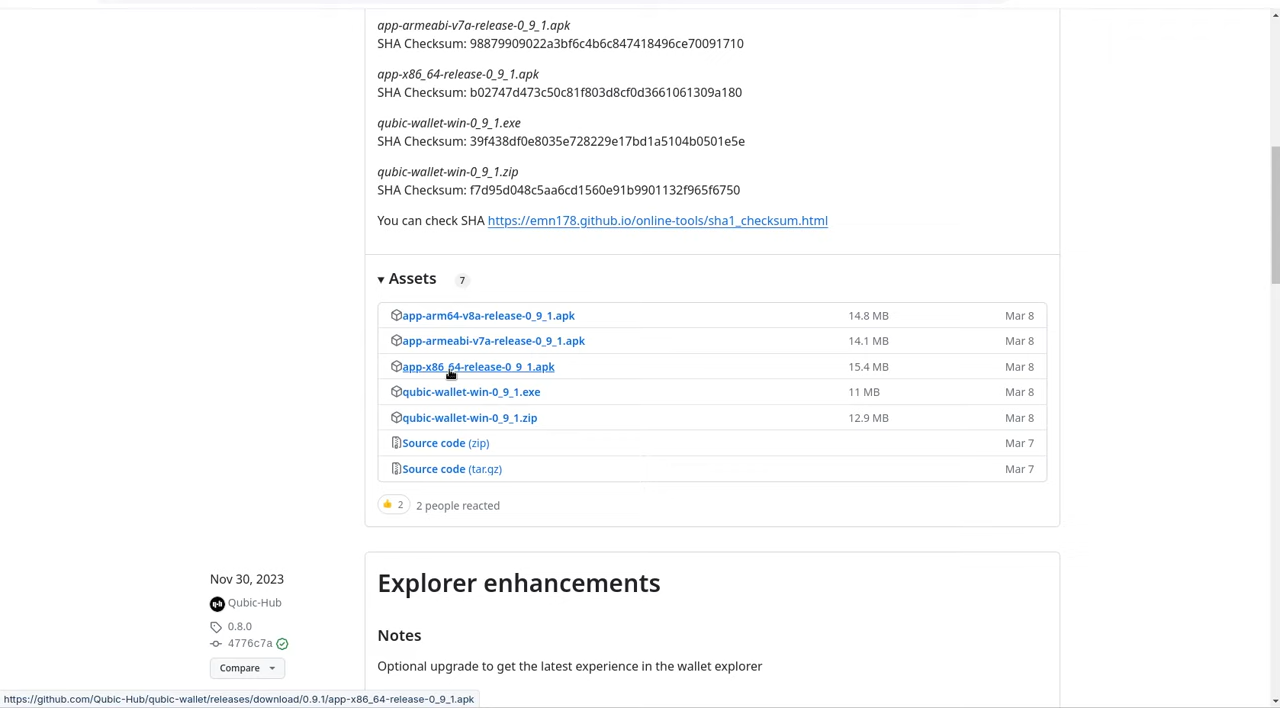 app-armeabi-v7a-release-0_9_1.apk
SHA Checksum: 98879909022a3bf6c4b6c847418496ce70091710
app-x86_64-release-0_9_1.apk
SHA Checksum: b02747d473c50c81f803d8cf0d3661061309a180
qubic-wallet-win-0_9_1.exe
SHA Checksum: 39f438df0e8035e728229e17bd1a5104b0501e5e
qubic-wallet-win-0_9_1.zip
SHA Checksum: f7d95d048c5aa6cd1560e91b9901132f965f6750
You can check SHA https://emn178.github.io/online-tools/sha1_checksum.html
Assets 7
app-arm64-v8a-release-0_9_1.apk 14.8 MB Mar 8
app-armeabi-v7a-release-0_9_1.apk 14.1 MB Mar 8
app-x86_64-release-0_9_1.apk 15.4 MB Mar 8
qubic-wallet-win-0_9_1.exe 11 MB Mar 8
qubic-wallet-win-0_9_1.zip 12.9 MB Mar 8
Source code (zip) Mar 7
Source code (tar.gz) Mar 7
👍 2 2 people reacted
Nov 30, 2023
Qubic-Hub
0.8.0
4776c7a
Compare
Explorer enhancements
Notes
Optional upgrade to get the latest experience in the wallet explorer
https://github.com/Qubic-Hub/qubic-wallet/releases/download/0.9.1/app-x86_64-release-0_9_1.apk